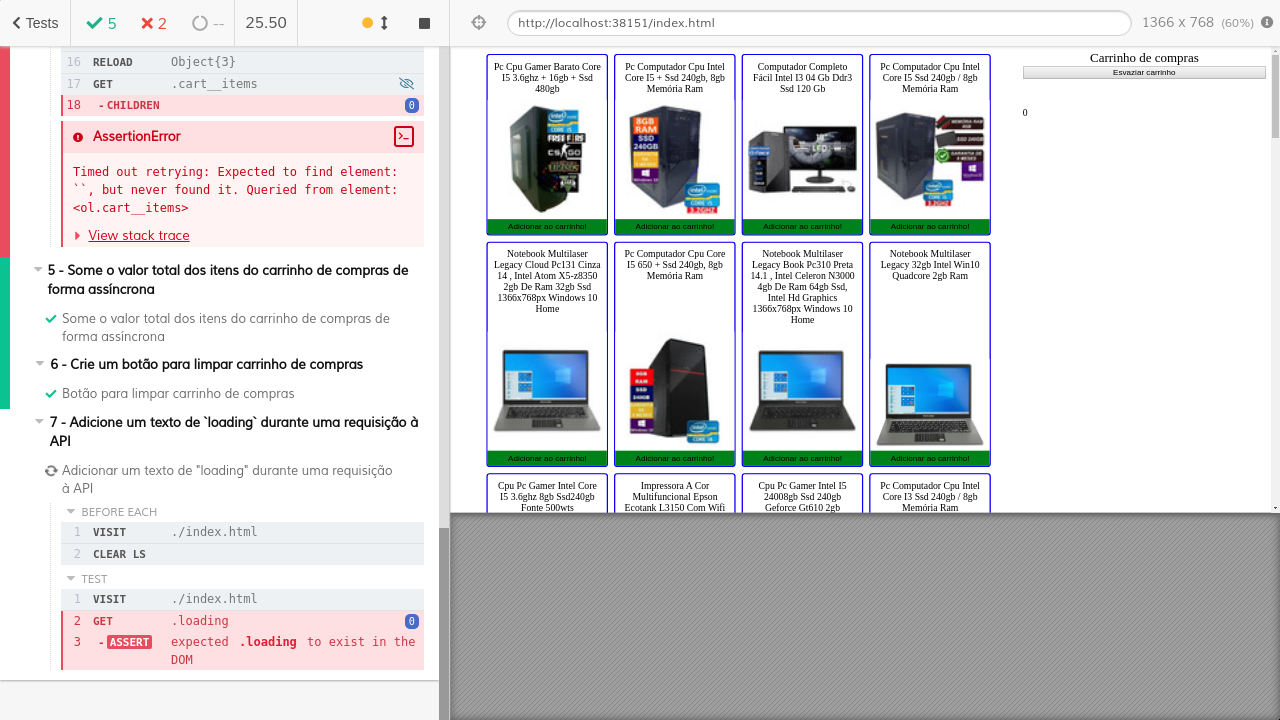 Tests
5
2
--
25.50
http://localhost:38151/index.html
1366 x 768 (60%)
16 RELOAD Object{3}
17 GET .cart__items
18 -CHILDREN 0
AssertionError
Timed out retrying: Expected to find element:
``, but never found it. Queried from element:
<ol.cart__items>
View stack trace
5 - Some o valor total dos itens do carrinho de compras de
forma assíncrona
Some o valor total dos itens do carrinho de compras de
forma assíncrona
6 - Crie um botão para limpar carrinho de compras
Botão para limpar carrinho de compras
7 - Adicione um texto de `loading` durante uma requisição à
API
Adicionar um texto de "loading" durante uma requisição
à API
BEFORE EACH
1 VISIT ./index.html
2 CLEAR LS
TEST
1 VISIT ./index.html
2 GET .loading 0
3 -ASSERT expected .loading to exist in the
DOM
Pc Cpu Gamer Barato Core
I5 3.6ghz + 16gb + Ssd
480gb
Adicionar ao carrinho!
Pc Computador Cpu Intel
Core I5 + Ssd 240gb, 8gb
Memória Ram
Adicionar ao carrinho!
Computador Completo
Fácil Intel I3 04 Gb Ddr3
Ssd 120 Gb
Adicionar ao carrinho!
Pc Computador Cpu Intel
Core I5 Ssd 240gb / 8gb
Memória Ram
Adicionar ao carrinho!
Notebook Multilaser
Legacy Cloud Pc131 Cinza
14 , Intel Atom X5-z8350
2gb De Ram 32gb Ssd
1366x768px Windows 10
Home
Adicionar ao carrinho!
Pc Computador Cpu Core
I5 650 + Ssd 240gb, 8gb
Memória Ram
Adicionar ao carrinho!
Notebook Multilaser
Legacy Book Pc310 Preta
14.1 , Intel Celeron N3000
4gb De Ram 64gb Ssd,
Intel Hd Graphics
1366x768px Windows 10
Home
Adicionar ao carrinho!
Notebook Multilaser
Legacy 32gb Intel Win10
Quadcore 2gb Ram
Adicionar ao carrinho!
Cpu Pc Gamer Intel Core
I5 3.6ghz 8gb Ssd240gb
Fonte 500wts
Impressora A Cor
Multifuncional Epson
Ecotank L3150 Com Wifi
Cpu Pc Gamer Intel I5
24008gb Ssd 240gb
Geforce Gt610 2gb
Pc Computador Cpu Intel
Core I3 Ssd 240gb / 8gb
Memória Ram
Carrinho de compras
Esvaziar carrinho
0